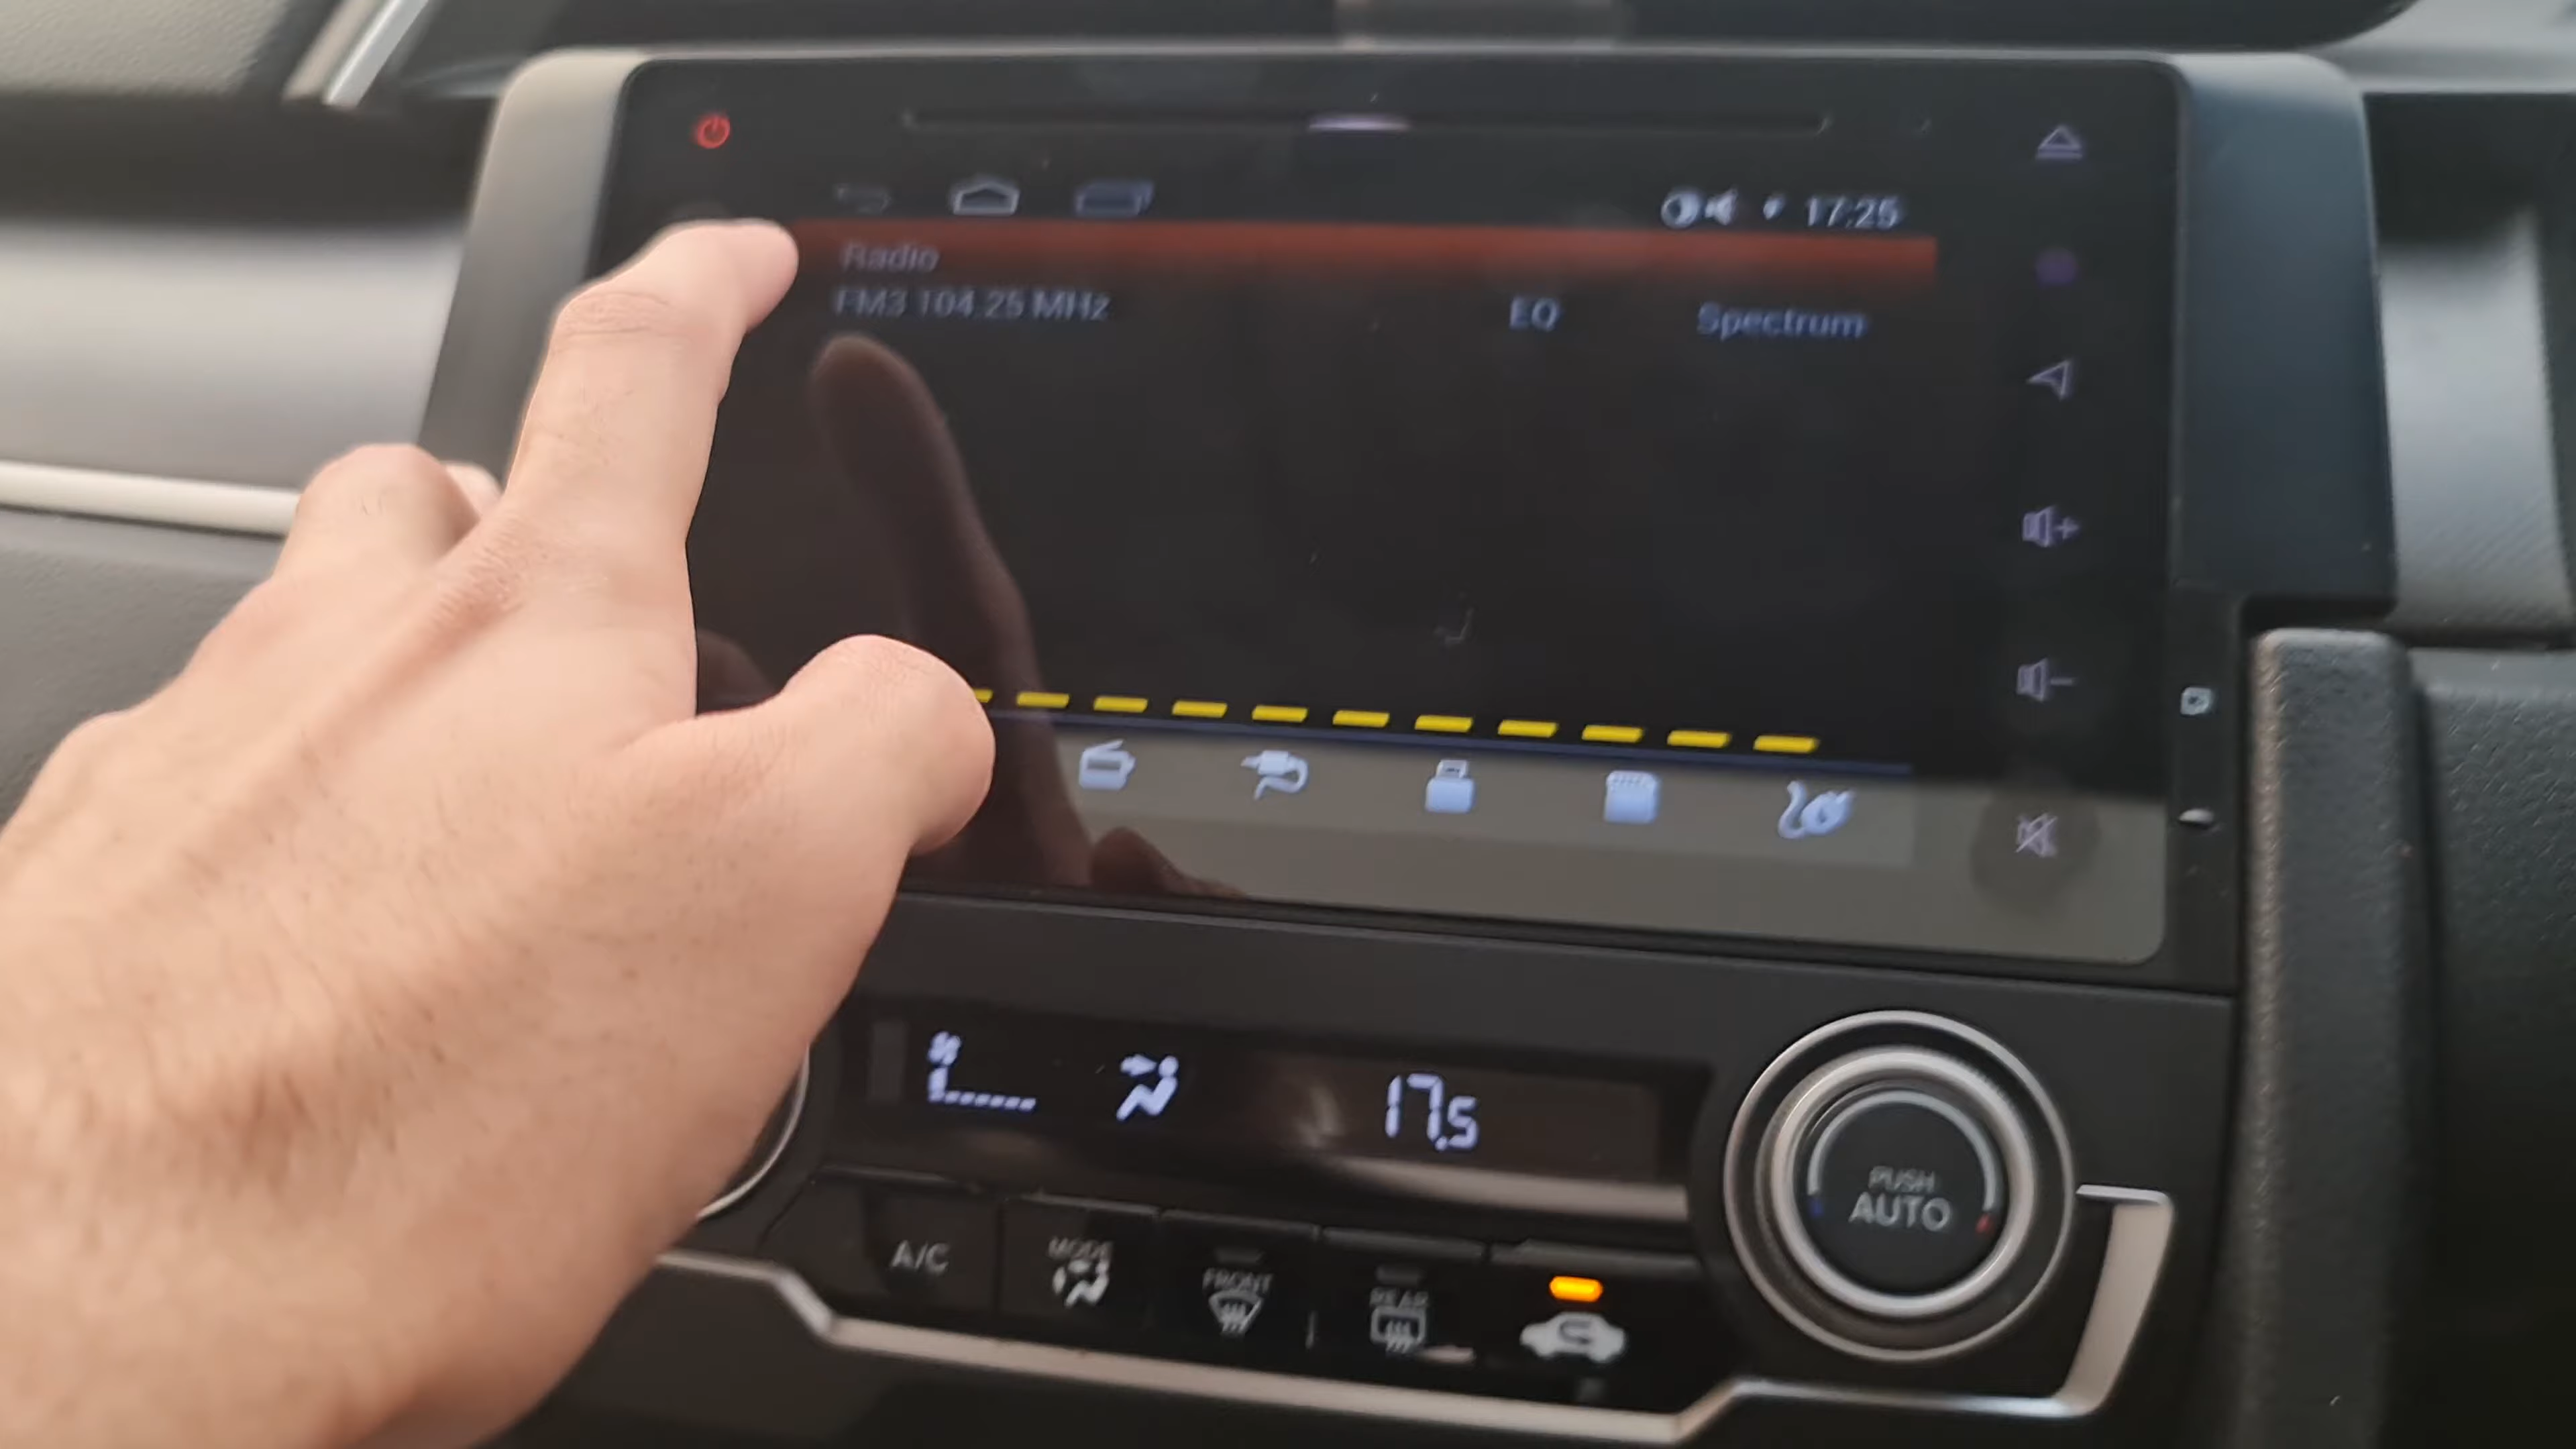 17:25
Radio
FM3 104.25 MHz
EQ
Spectrum
17.5
PUSH
AUTO
A/C
MODE
FRONT
REAR